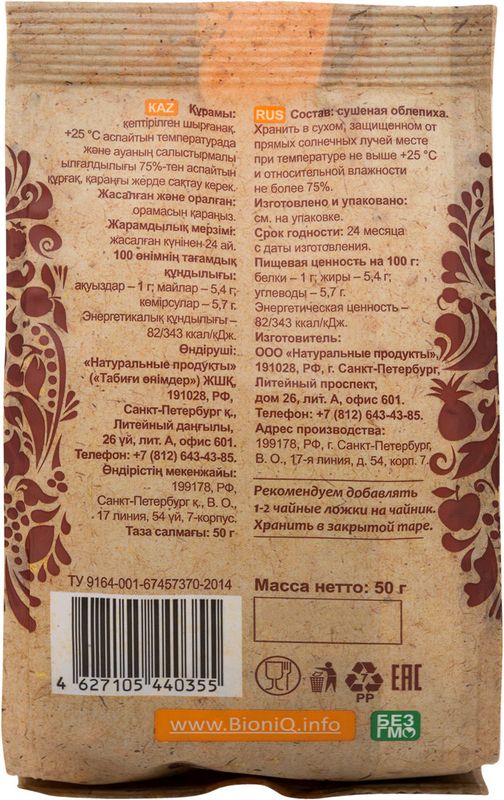 KAZ Құрамы:
кептірілген шырғанақ.
+25 °С аспайтын температурада
және ауаның салыстырмалы
ылғалдылығы 75%-тен аспайтын
құрғақ, қараңғы жерде сақтау керек.
Жасалған және оралған:
орамасын қараңыз.
Жарамдылық мерзімі:
жасалған күнінен 24 ай.
100 өнімнің тағамдық
құндылығы:
ақуыздар – 1 г; майлар – 5,4 г;
көмірсулар – 5,7 г.
Энергетикалық құндылығы –
82/343 ккал/кДж.
Өндіруші:
«Натуральные продукты»
(«Табиғи өнімдер») ЖШҚ,
191028, РФ,
Санкт-Петербург қ.,
Литейный даңғылы,
26 үй, лит. А, офис 601.
Телефон: +7 (812) 643-43-85.
Өндірістің мекенжайы:
199178, РФ,
Санкт-Петербург қ., В. О.,
17 линия, 54 үй, 7-корпус.
Таза салмағы: 50 г
RUS Состав: сушеная облепиха.
Хранить в сухом, защищенном от
прямых солнечных лучей месте
при температуре не выше +25 °С
и относительной влажности
не более 75%.
Изготовлено и упаковано:
см. на упаковке.
Срок годности: 24 месяца
с даты изготовления.
Пищевая ценность на 100 г:
белки – 1 г; жиры – 5,4 г;
углеводы – 5,7 г.
Энергетическая ценность –
82/343 ккал/кДж.
Изготовитель:
ООО «Натуральные продукты»,
191028, РФ, г. Санкт-Петербург,
Литейный проспект,
дом 26, лит. А, офис 601.
Телефон: +7 (812) 643-43-85.
Адрес производства:
199178, РФ, г. Санкт-Петербург,
В. О., 17-я линия, д. 54, корп. 7.
Рекомендуем добавлять
1-2 чайные ложки на чайник.
Хранить в закрытой таре.
ТУ 9164-001-67457370-2014
Масса нетто: 50 г
4 627105 440355
7
PP
EAC
www.BioniQ.info
БЕЗ
ГМО